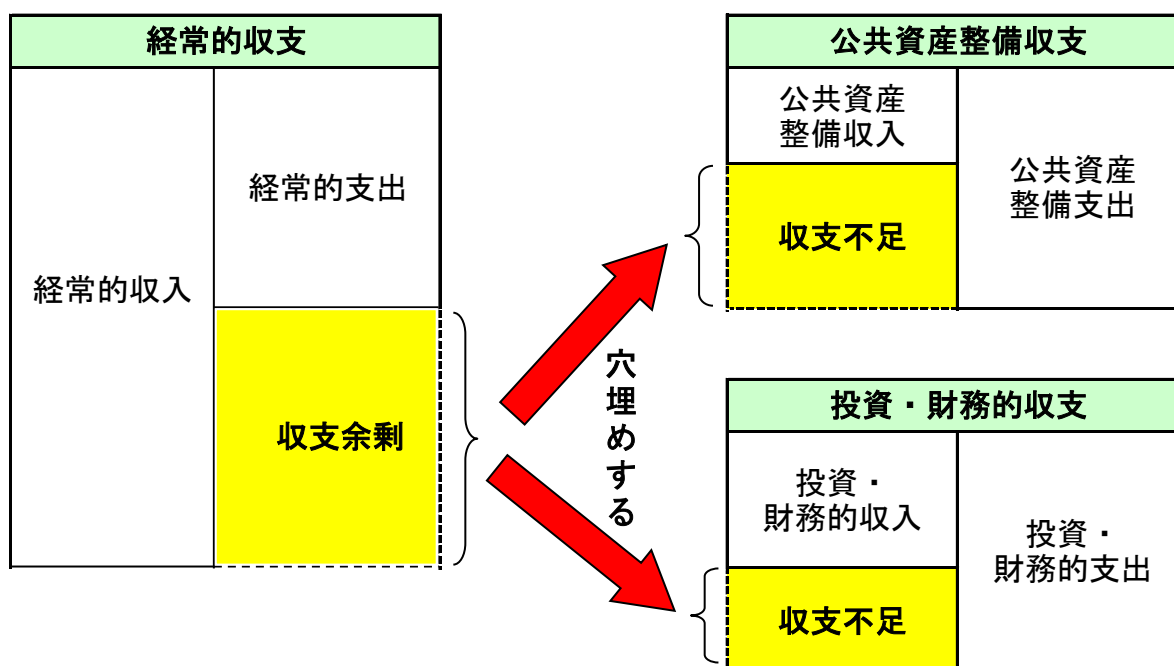 経常的収支
経常的収入
経常的支出
収支余剰
穴埋めする
公共資産整備収支
公共資産
整備収入
収支不足
公共資産
整備支出
投資・財務的収支
投資・
財務的収入
収支不足
投資・
財務的支出